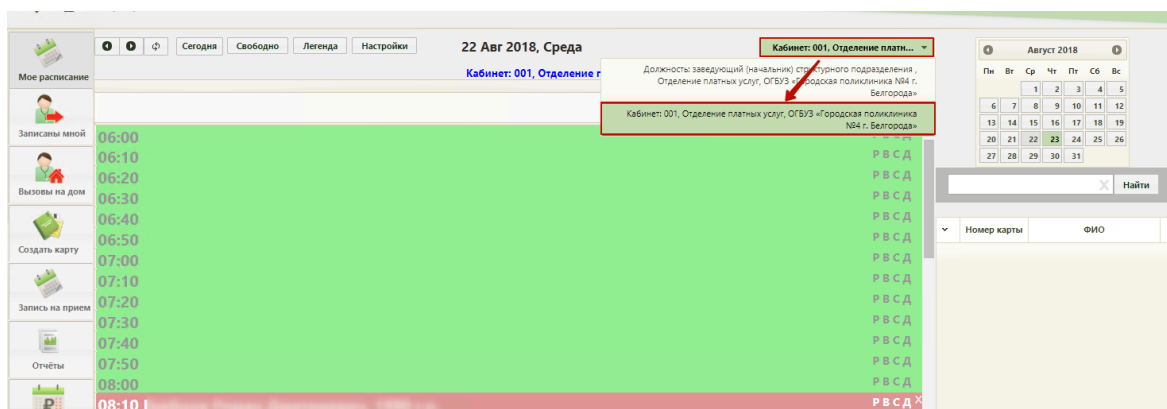 Мое расписание
Записаны мной
Вызовы на дом
Создать карту
Запись на прием
Отчёты
Сегодня Свободно Легенда Настройки
22 Авг 2018, Среда
Кабинет: 001, Отделение платн...
Кабинет: 001, Отделение г
Должность: заведующий (начальник) структурного подразделения ,
Отделение платных услуг, ОГБУЗ «Городская поликлиника №4 г.
Белгорода»
Кабинет: 001, Отделение платных услуг, ОГБУЗ «Городская поликлиника
№4 г. Белгорода»
06:00 Р В С Д
06:10 Р В С Д
06:20 Р В С Д
06:30 Р В С Д
06:40 Р В С Д
06:50 Р В С Д
07:00 Р В С Д
07:10 Р В С Д
07:20 Р В С Д
07:30 Р В С Д
07:40 Р В С Д
07:50 Р В С Д
08:00 Р В С Д
08:10 Р В С Д X
Август 2018
Пн Вт Ср Чт Пт Сб Вс
1 2 3 4 5
6 7 8 9 10 11 12
13 14 15 16 17 18 19
20 21 22 23 24 25 26
27 28 29 30 31
X Найти
Номер карты ФИО